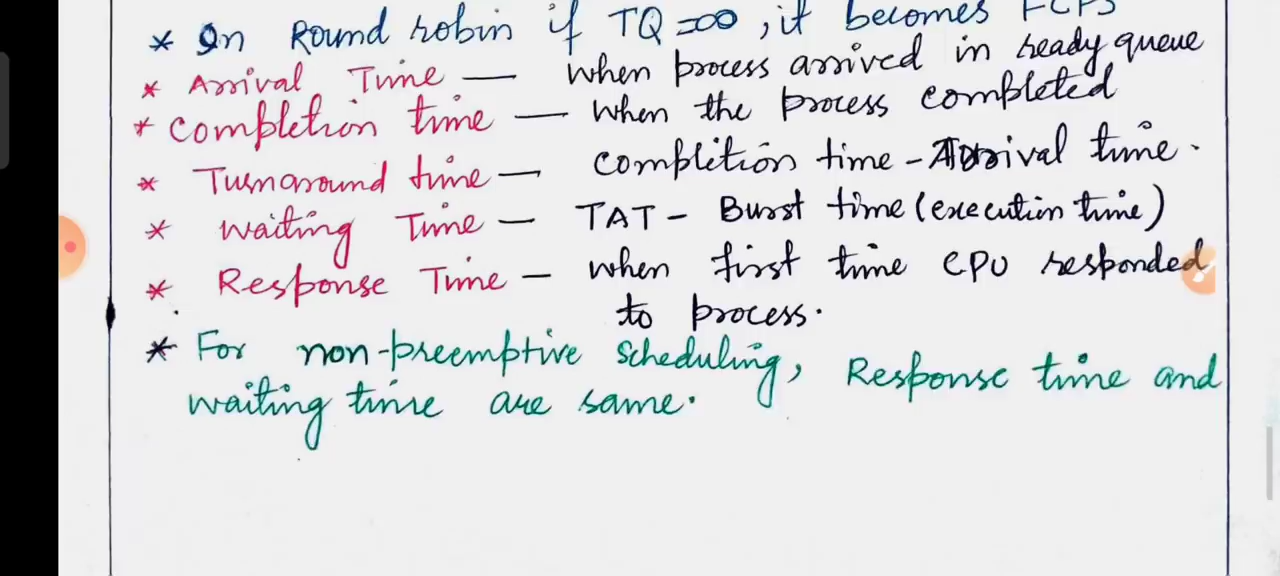 * In Round robin if TQ = ∞, it becomes FCFS
* Arrival Time — when process arrived in ready queue
* Completion time — when the process completed
* Turnaround time — complition time - Arrival time.
* Waiting Time — TAT - Burst time (execution time)
* Response Time — when first time CPU responded
to process.
* For non-preemptive scheduling, Response time and
waiting time are same.